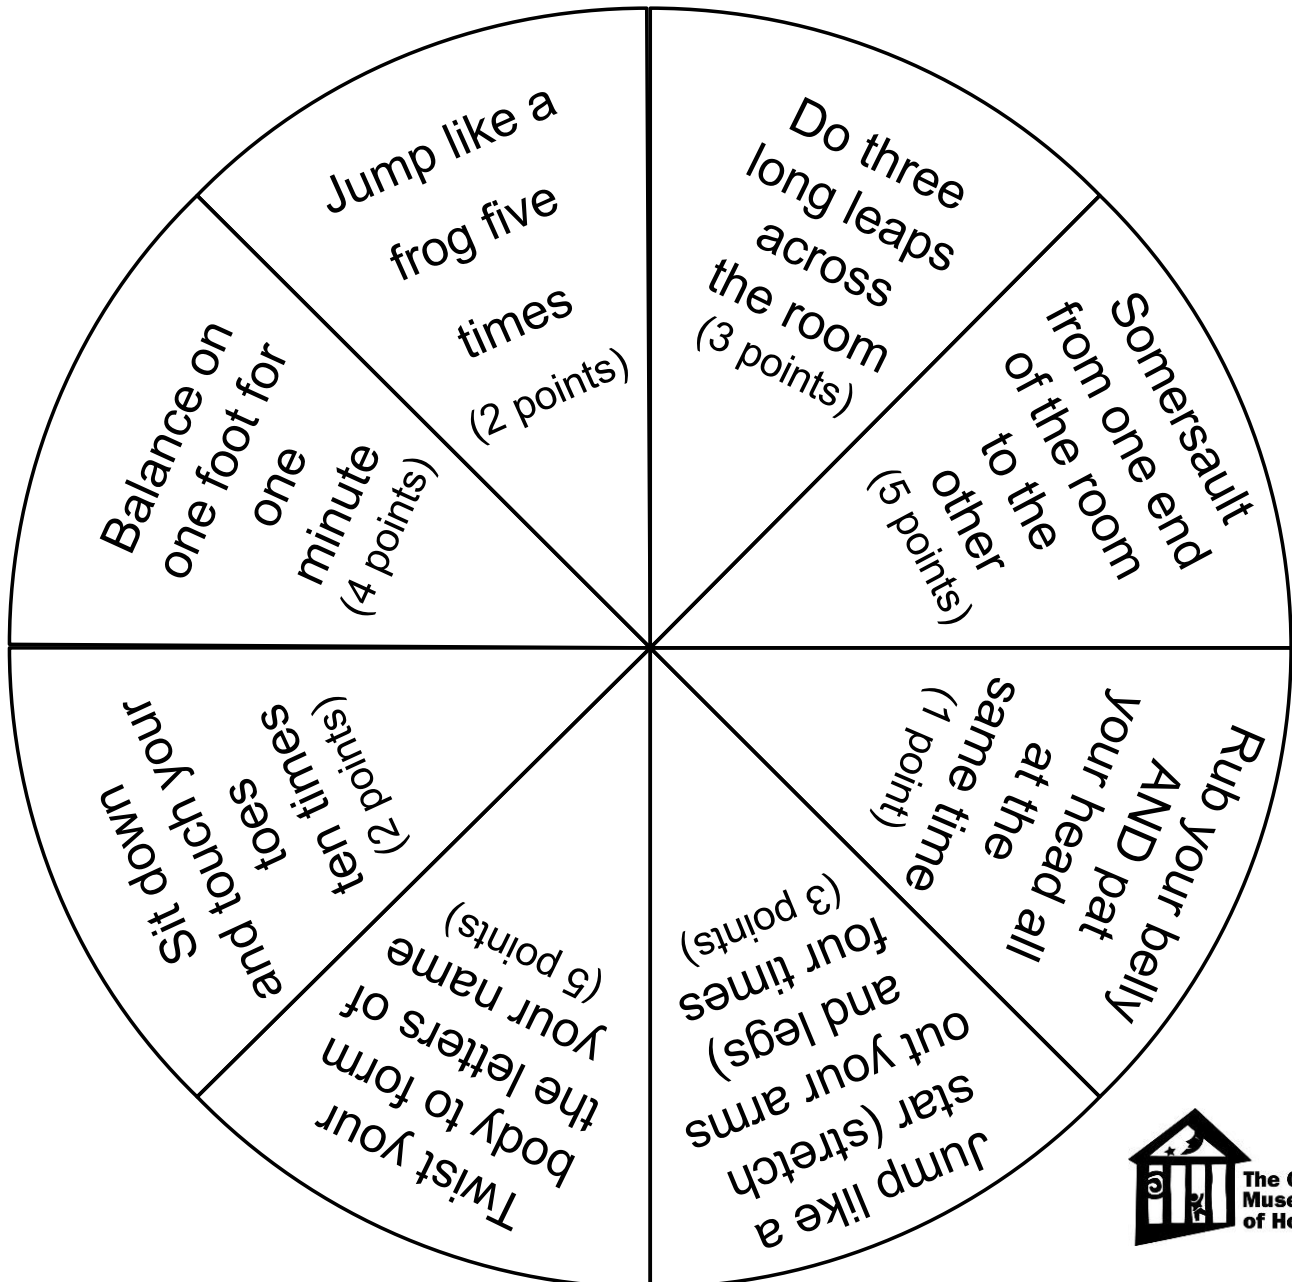 Do three
long leaps
across
the room
(3 points)
Somersault
from one end
of the room
to the
other
(5 points)
Rub your belly
AND pat
your head all
at the
same time
(1 point)
Jump like a
star (stretch
out your arms
and legs)
four times
(3 points)
Twist your
body to form
the letters of
your name
(5 points)
Sit down
and touch your
toes
ten times
(2 points)
Balance on
one foot for
one
minute
(4 points)
Jump like a
frog five
times
(2 points)
The
of